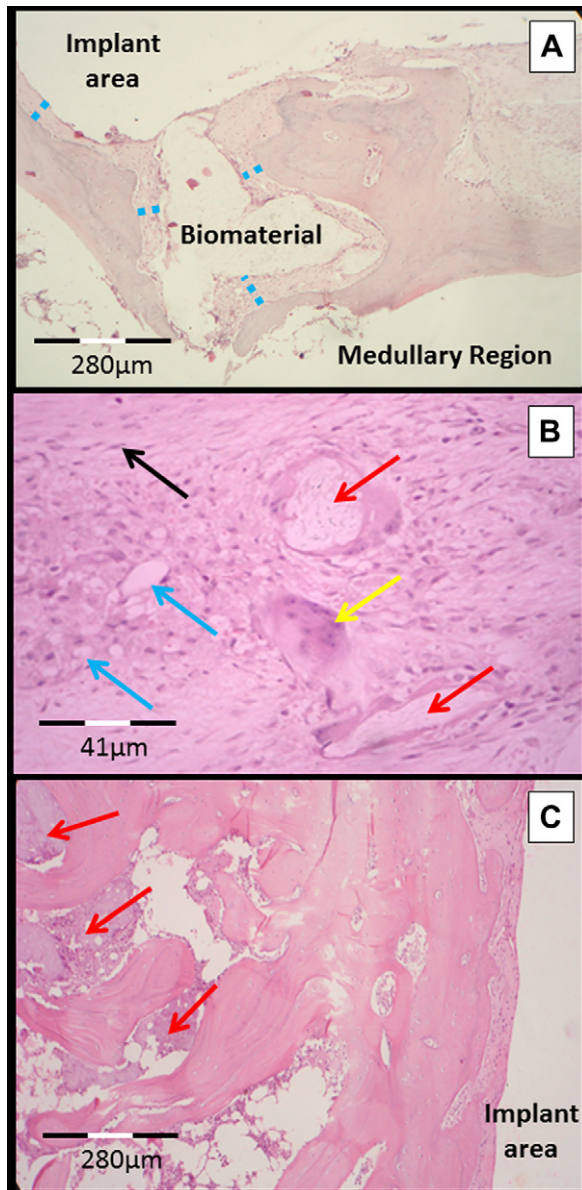 Implant
area
A
Biomaterial
280µm
Medullary Region
B
41µm
C
Implant
area
280µm